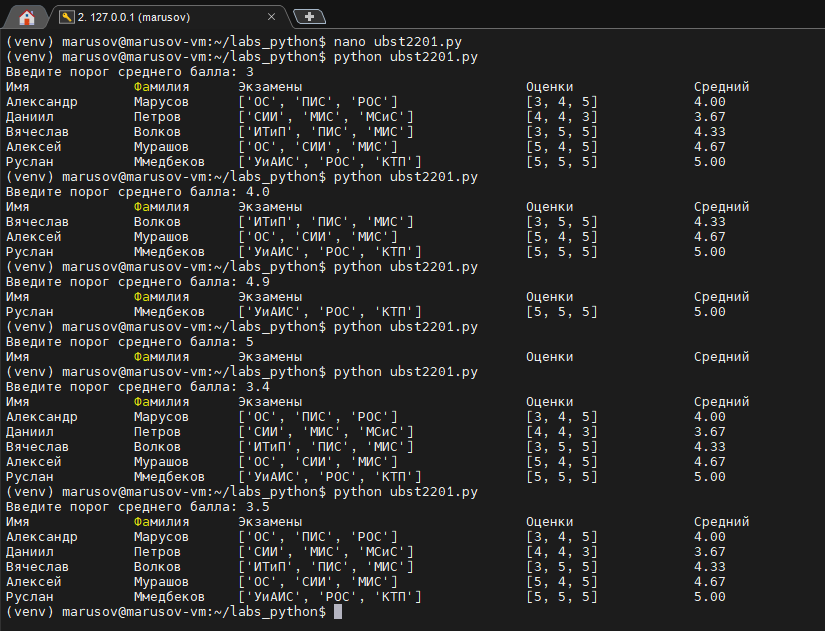 2. 127.0.0.1 (marusov)
(venv) marusov@marusov-vm:~/labs_python$ nano ubst2201.py
(venv) marusov@marusov-vm:~/labs_python$ python ubst2201.py
Введите порог среднего балла: 3
Имя Фамилия Экзамены Оценки Средний
Александр Марусов ['ОС', 'ПИС', 'РОС'] [3, 4, 5] 4.00
Даниил Петров ['СИИ', 'МИС', 'МСиС'] [4, 4, 3] 3.67
Вячеслав Волков ['ИТиП', 'ПИС', 'МИС'] [3, 5, 5] 4.33
Алексей Мурашов ['ОС', 'СИИ', 'МИС'] [5, 4, 5] 4.67
Руслан Ммедбеков ['УиАИС', 'РОС', 'КТП'] [5, 5, 5] 5.00
(venv) marusov@marusov-vm:~/labs_python$ python ubst2201.py
Введите порог среднего балла: 4.0
Имя Фамилия Экзамены Оценки Средний
Вячеслав Волков ['ИТиП', 'ПИС', 'МИС'] [3, 5, 5] 4.33
Алексей Мурашов ['ОС', 'СИИ', 'МИС'] [5, 4, 5] 4.67
Руслан Ммедбеков ['УиАИС', 'РОС', 'КТП'] [5, 5, 5] 5.00
(venv) marusov@marusov-vm:~/labs_python$ python ubst2201.py
Введите порог среднего балла: 4.9
Имя Фамилия Экзамены Оценки Средний
Руслан Ммедбеков ['УиАИС', 'РОС', 'КТП'] [5, 5, 5] 5.00
(venv) marusov@marusov-vm:~/labs_python$ python ubst2201.py
Введите порог среднего балла: 5
Имя Фамилия Экзамены Оценки Средний
(venv) marusov@marusov-vm:~/labs_python$ python ubst2201.py
Введите порог среднего балла: 3.4
Имя Фамилия Экзамены Оценки Средний
Александр Марусов ['ОС', 'ПИС', 'РОС'] [3, 4, 5] 4.00
Даниил Петров ['СИИ', 'МИС', 'МСиС'] [4, 4, 3] 3.67
Вячеслав Волков ['ИТиП', 'ПИС', 'МИС'] [3, 5, 5] 4.33
Алексей Мурашов ['ОС', 'СИИ', 'МИС'] [5, 4, 5] 4.67
Руслан Ммедбеков ['УиАИС', 'РОС', 'КТП'] [5, 5, 5] 5.00
(venv) marusov@marusov-vm:~/labs_python$ python ubst2201.py
Введите порог среднего балла: 3.5
Имя Фамилия Экзамены Оценки Средний
Александр Марусов ['ОС', 'ПИС', 'РОС'] [3, 4, 5] 4.00
Даниил Петров ['СИИ', 'МИС', 'МСиС'] [4, 4, 3] 3.67
Вячеслав Волков ['ИТиП', 'ПИС', 'МИС'] [3, 5, 5] 4.33
Алексей Мурашов ['ОС', 'СИИ', 'МИС'] [5, 4, 5] 4.67
Руслан Ммедбеков ['УиАИС', 'РОС', 'КТП'] [5, 5, 5] 5.00
(venv) marusov@marusov-vm:~/labs_python$